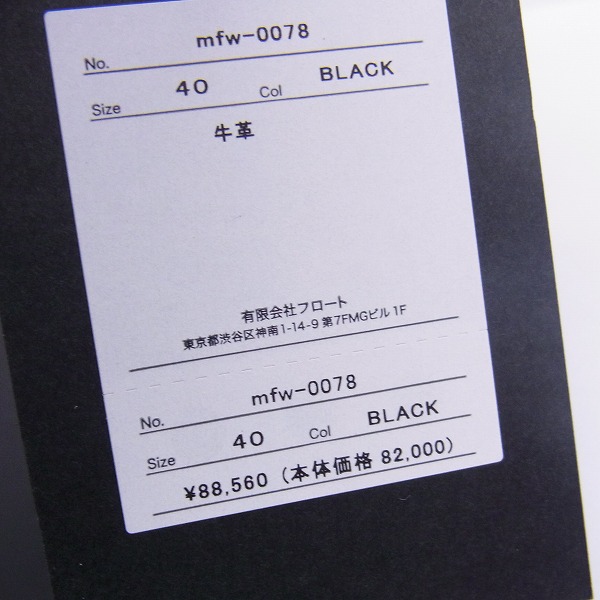 No. mfw-0078
Size 40 Col BLACK
牛革
有限会社フロート
東京都渋谷区神南1-14-9 第7FMGビル 1F
No. mfw-0078
Size 40 Col BLACK
¥88,560 (本体価格 82,000)